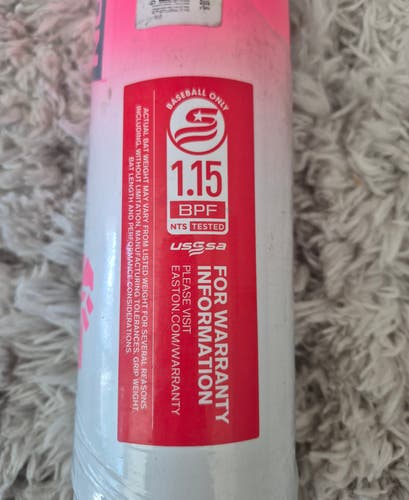 BASEBALL ONLY
1.15
BPF
NTS TESTED
usssa
FOR WARRANTY
INFORMATION
PLEASE VISIT
EASTON.COM/WARRANTY
ACTUAL BAT WEIGHT MAY VARY FROM LISTED WEIGHT FOR SEVERAL REASONS
INCLUDING, WITHOUT LIMITATION, MANUFACTURING TOLERANCES, GRIP WEIGHT,
BAT LENGTH AND PERFORMANCE CONSIDERATIONS.